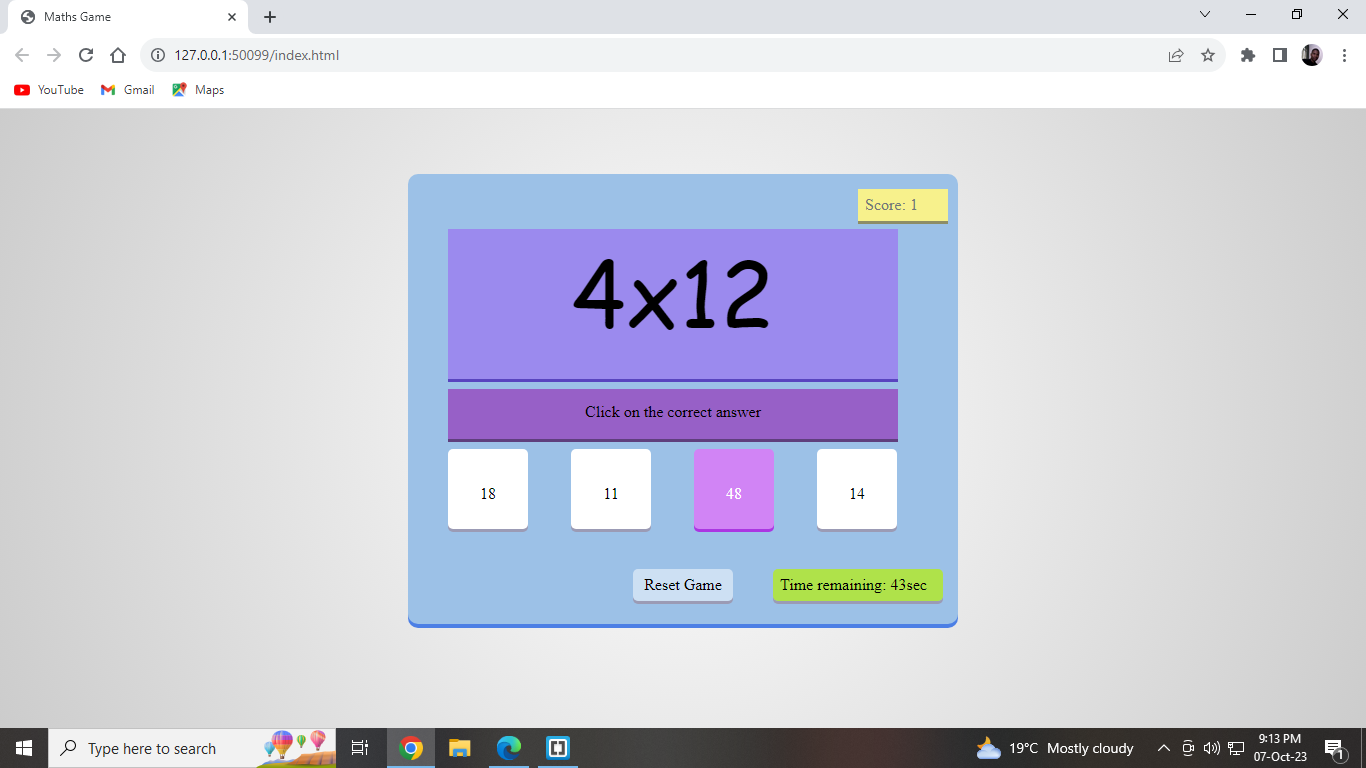 Maths Game
127.0.0.1:50099/index.html
YouTube Gmail Maps
Score: 1
4x12
Click on the correct answer
18 11 48 14
Reset Game Time remaining: 43sec
Type here to search
19°C Mostly cloudy
9:13 PM
07-Oct-23
1